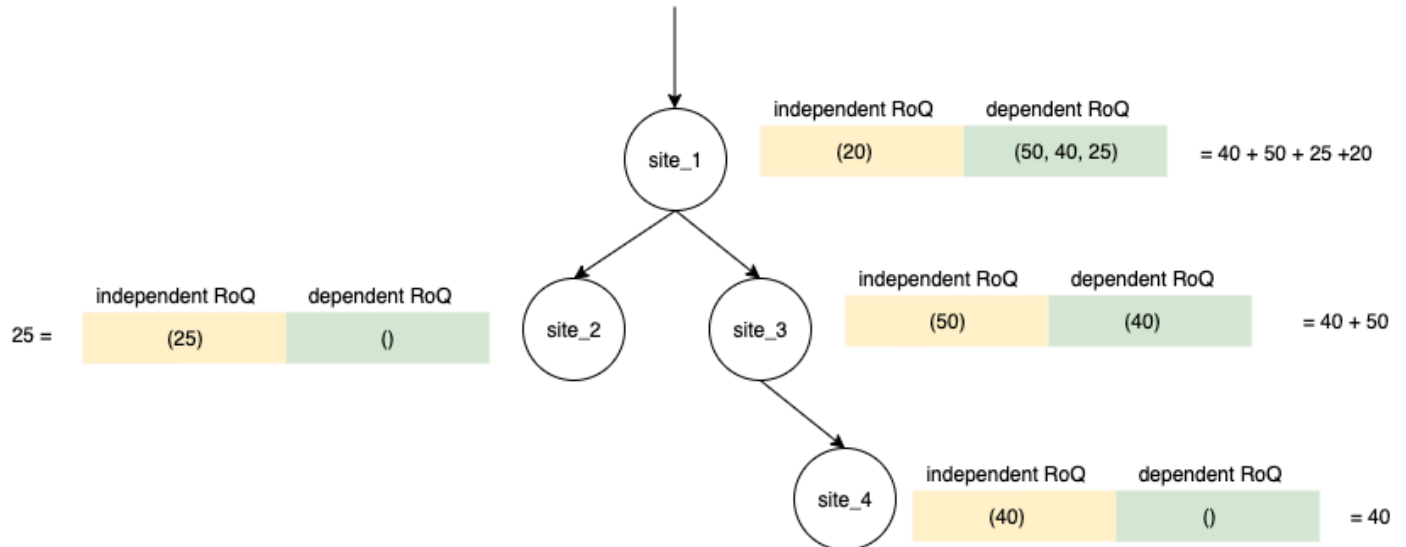 independent RoQ dependent RoQ
site_1 (20) (50, 40, 25) = 40 + 50 + 25 +20
independent RoQ dependent RoQ
25 = (25) () site_2
independent RoQ dependent RoQ
site_3 (50) (40) = 40 + 50
independent RoQ dependent RoQ
site_4 (40) () = 40